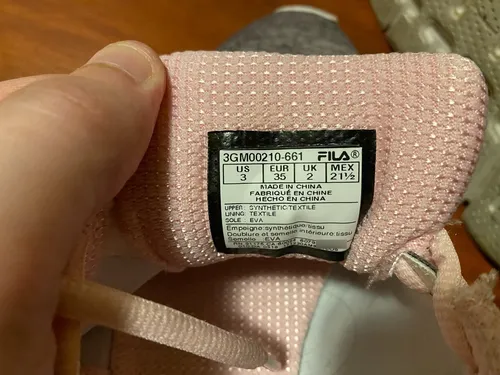 3GM00210-661 FILA®
US EUR UK MEX
3 35 2 21½
MADE IN CHINA
FABRIQUÉ EN CHINE
HECHO EN CHINA
UPPER: SYNTHETIC/TEXTILE
LINING: TEXTILE
SOLE: EVA
Empeigne:synthétique/tissu
Doublure et semelle intérieure:tissu
Semelle: EVA